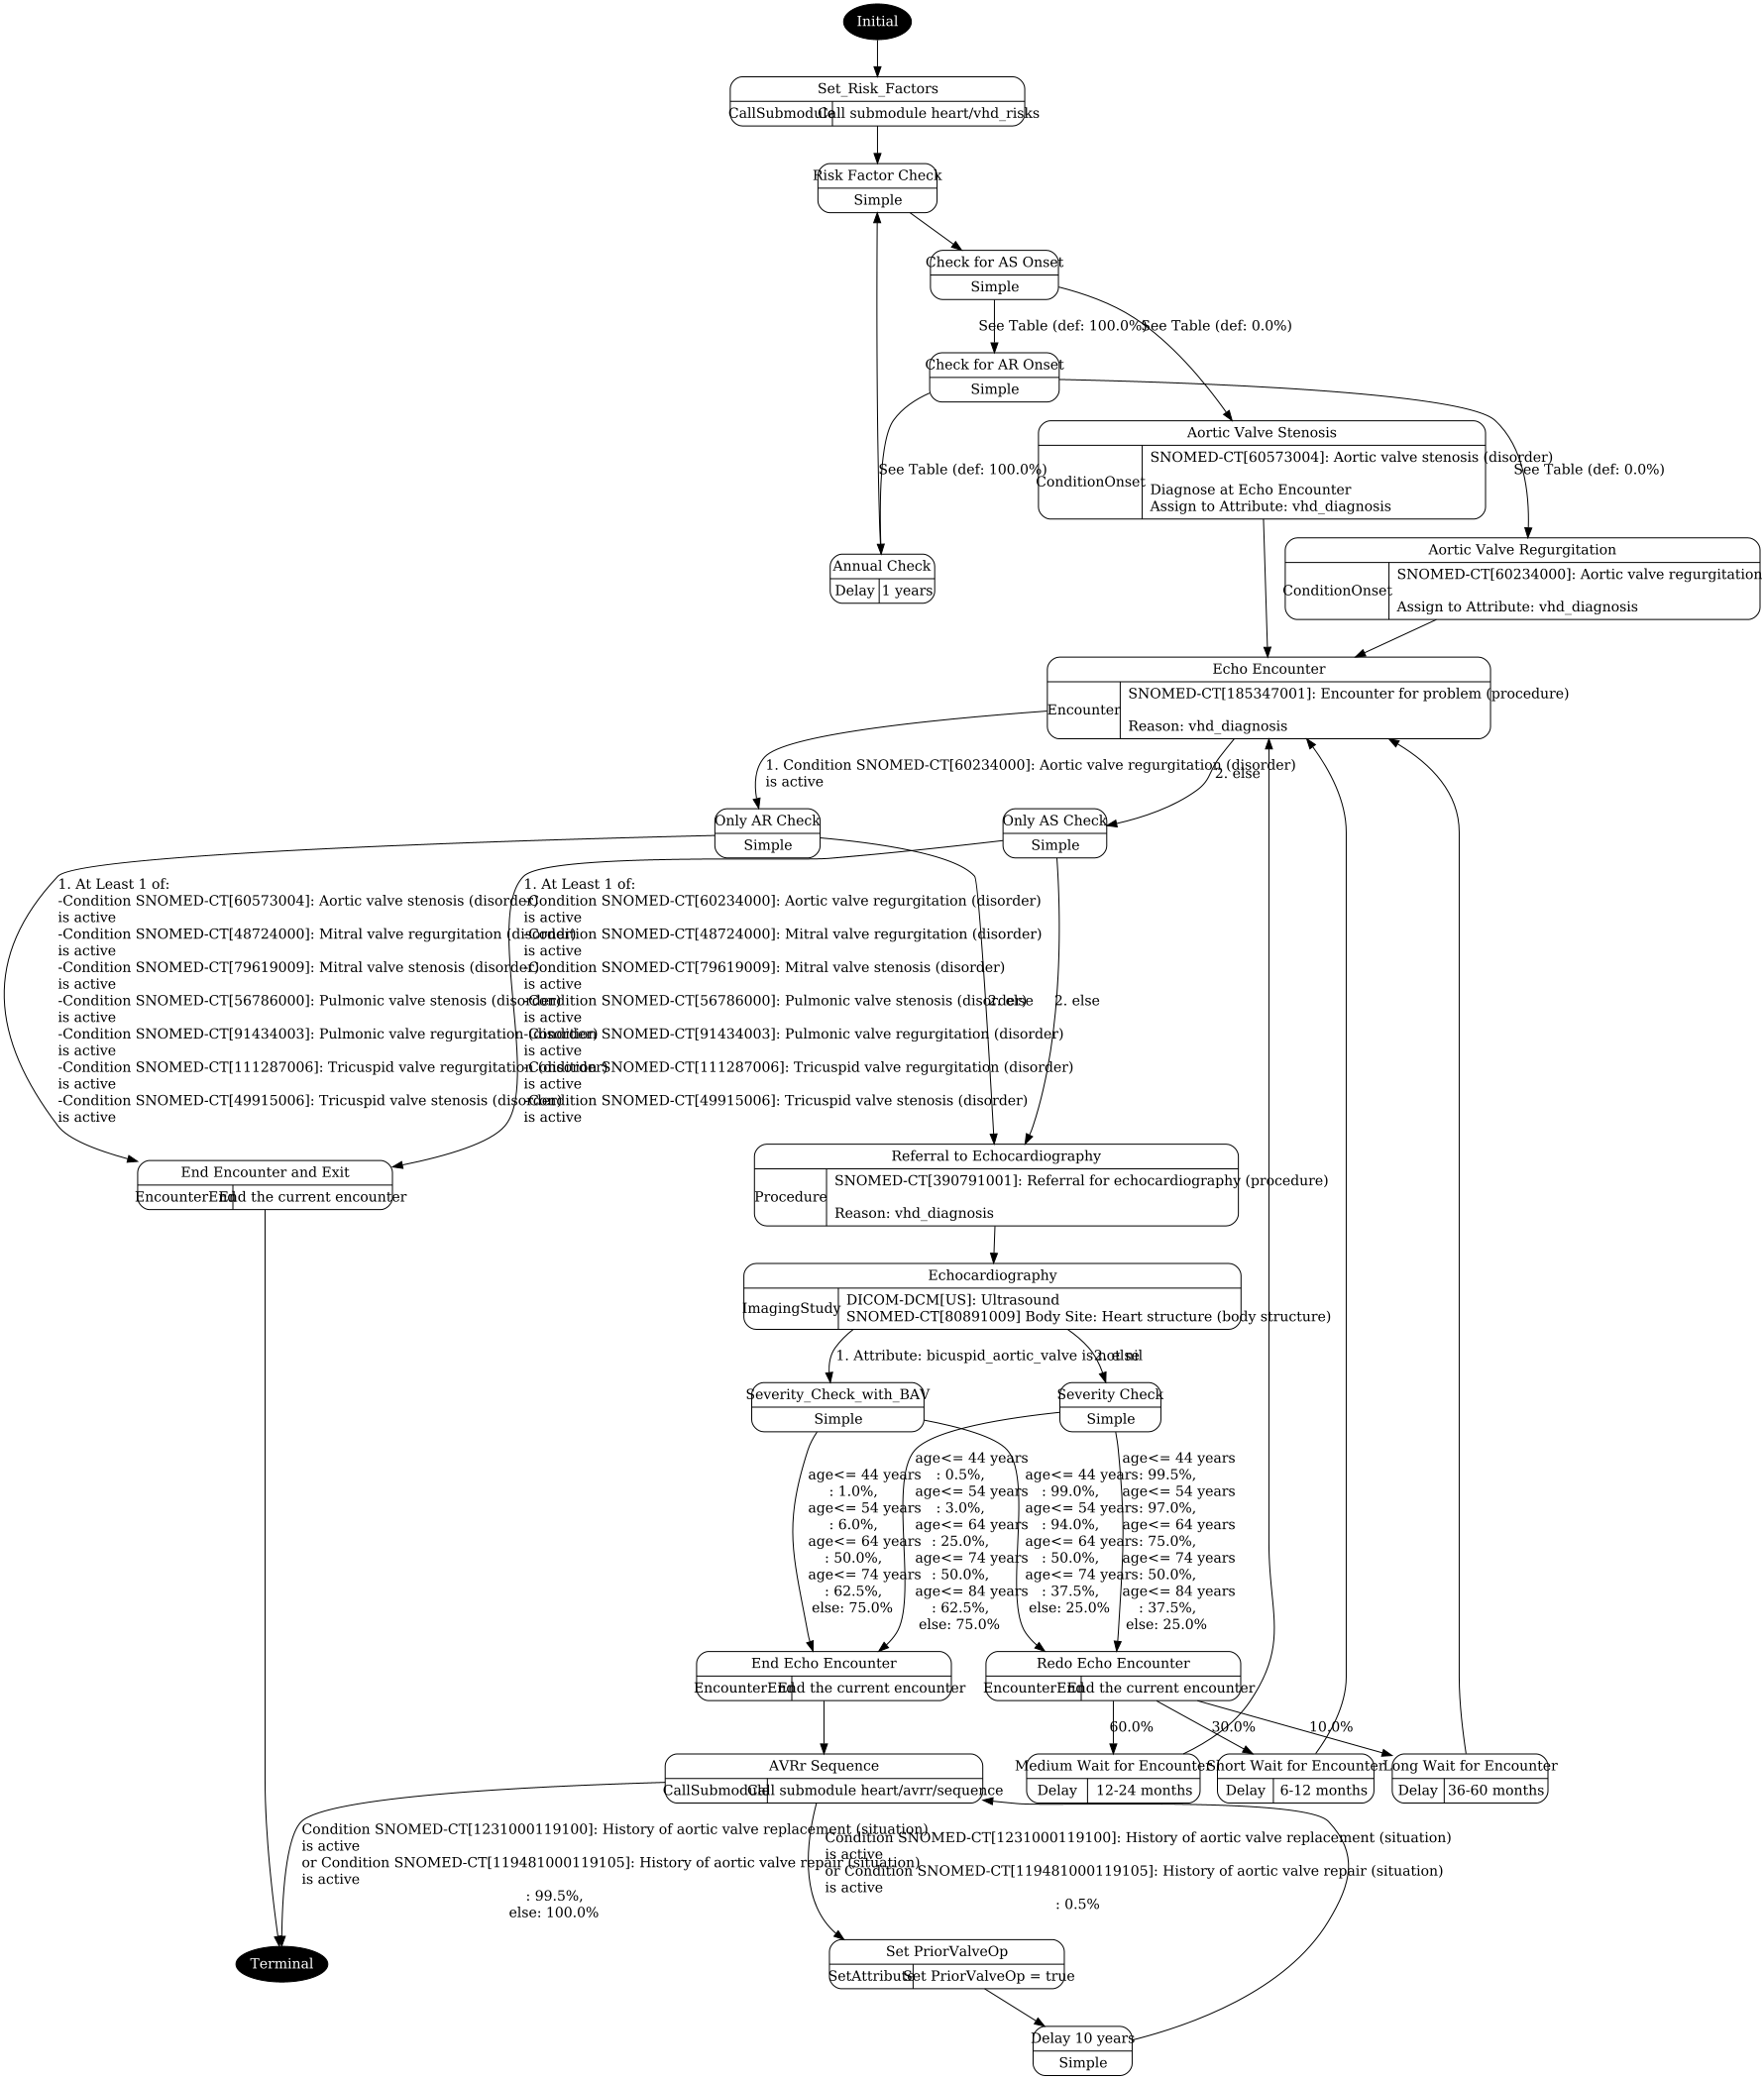 Initial
Set_Risk_Factors
CallSubmodule
Call submodule heart/vhd_risks
Risk Factor Check
Simple
Check for AS Onset
Simple
See Table (def: 100.0%)
See Table (def: 0.0%)
Check for AR Onset
Simple
Aortic Valve Stenosis
ConditionOnset
SNOMED-CT[60573004]: Aortic valve stenosis (disorder)
Diagnose at Echo Encounter
Assign to Attribute: vhd_diagnosis
See Table (def: 100.0%)
See Table (def: 0.0%)
Annual Check
Delay
1 years
Aortic Valve Regurgitation
ConditionOnset
SNOMED-CT[60234000]: Aortic valve regurgitation
Assign to Attribute: vhd_diagnosis
Echo Encounter
Encounter
SNOMED-CT[185347001]: Encounter for problem (procedure)
Reason: vhd_diagnosis
1. Condition SNOMED-CT[60234000]: Aortic valve regurgitation (disorder)
is active
2. else
Only AR Check
Simple
Only AS Check
Simple
1. At Least 1 of:
-Condition SNOMED-CT[60573004]: Aortic valve stenosis (disorder)
is active
-Condition SNOMED-CT[48724000]: Mitral valve regurgitation (disorder)
is active
-Condition SNOMED-CT[79619009]: Mitral valve stenosis (disorder)
is active
-Condition SNOMED-CT[56786000]: Pulmonic valve stenosis (disorder)
is active
-Condition SNOMED-CT[91434003]: Pulmonic valve regurgitation (disorder)
is active
-Condition SNOMED-CT[111287006]: Tricuspid valve regurgitation (disorder)
is active
-Condition SNOMED-CT[49915006]: Tricuspid valve stenosis (disorder)
is active
1. At Least 1 of:
-Condition SNOMED-CT[60234000]: Aortic valve regurgitation (disorder)
is active
-Condition SNOMED-CT[48724000]: Mitral valve regurgitation (disorder)
is active
-Condition SNOMED-CT[79619009]: Mitral valve stenosis (disorder)
is active
-Condition SNOMED-CT[56786000]: Pulmonic valve stenosis (disorder)
is active
-Condition SNOMED-CT[91434003]: Pulmonic valve regurgitation (disorder)
is active
-Condition SNOMED-CT[111287006]: Tricuspid valve regurgitation (disorder)
is active
-Condition SNOMED-CT[49915006]: Tricuspid valve stenosis (disorder)
is active
2. else
2. else
End Encounter and Exit
EncounterEnd
End the current encounter
Referral to Echocardiography
Procedure
SNOMED-CT[390791001]: Referral for echocardiography (procedure)
Reason: vhd_diagnosis
Echocardiography
ImagingStudy
DICOM-DCM[US]: Ultrasound
SNOMED-CT[80891009] Body Site: Heart structure (body structure)
1. Attribute: bicuspid_aortic_valve is not nil
2. else
Severity_Check_with_BAV
Simple
Severity Check
Simple
age<= 44 years
: 1.0%,
age<= 54 years
: 6.0%,
age<= 64 years
: 50.0%,
age<= 74 years
: 62.5%,
else: 75.0%
age<= 44 years
: 0.5%,
age<= 54 years
: 3.0%,
age<= 64 years
: 25.0%,
age<= 74 years
: 50.0%,
age<= 84 years
: 62.5%,
else: 75.0%
age<= 44 years
: 99.0%,
age<= 54 years
: 94.0%,
age<= 64 years
: 50.0%,
age<= 74 years
: 37.5%,
else: 25.0%
age<= 44 years
: 99.5%,
age<= 54 years
: 97.0%,
age<= 64 years
: 75.0%,
age<= 74 years
: 50.0%,
age<= 84 years
: 37.5%,
else: 25.0%
End Echo Encounter
EncounterEnd
End the current encounter
Redo Echo Encounter
EncounterEnd
End the current encounter
60.0%
30.0%
10.0%
AVRr Sequence
CallSubmodule
Call submodule heart/avrr/sequence
Medium Wait for Encounter
Delay
12-24 months
Short Wait for Encounter
Delay
6-12 months
Long Wait for Encounter
Delay
36-60 months
Condition SNOMED-CT[1231000119100]: History of aortic valve replacement (situation)
is active
or Condition SNOMED-CT[119481000119105]: History of aortic valve repair (situation)
is active
: 99.5%,
else: 100.0%
Condition SNOMED-CT[1231000119100]: History of aortic valve replacement (situation)
is active
or Condition SNOMED-CT[119481000119105]: History of aortic valve repair (situation)
is active
: 0.5%
Set PriorValveOp
SetAttribute
Set PriorValveOp = true
Terminal
Delay 10 years
Simple